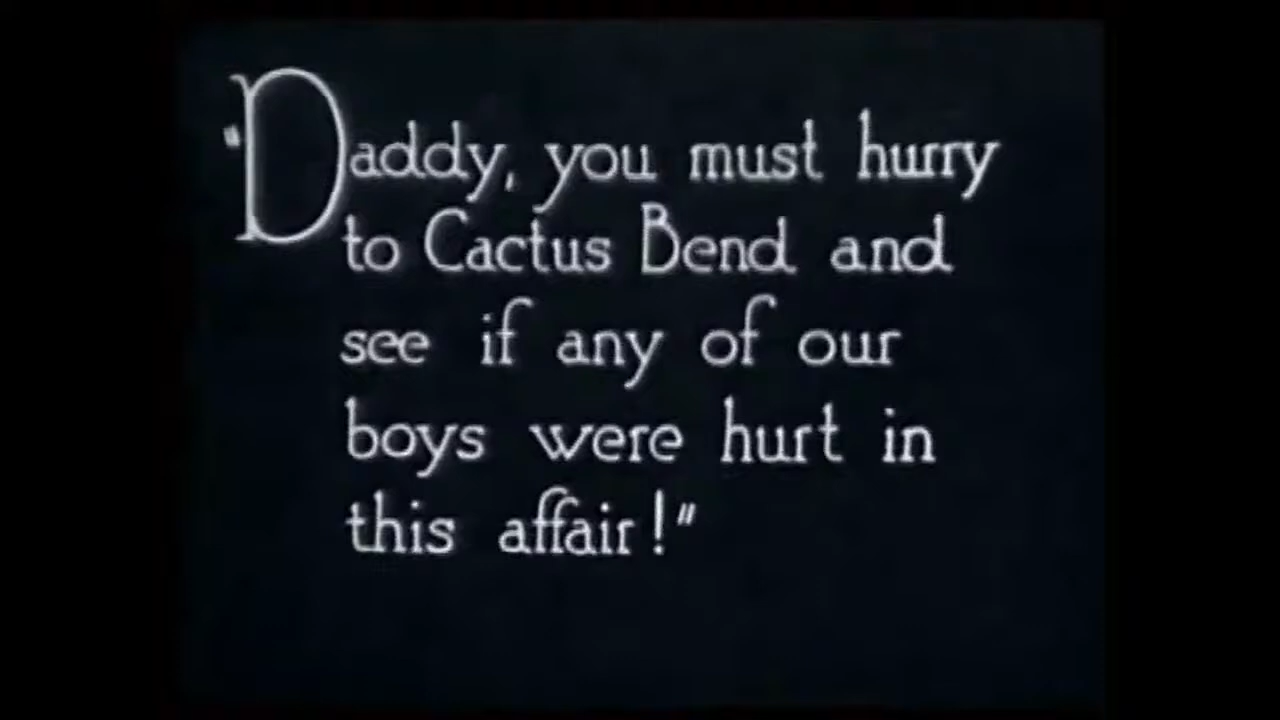 "Daddy, you must hurry
to Cactus Bend and
see if any of our
boys were hurt in
this affair!"